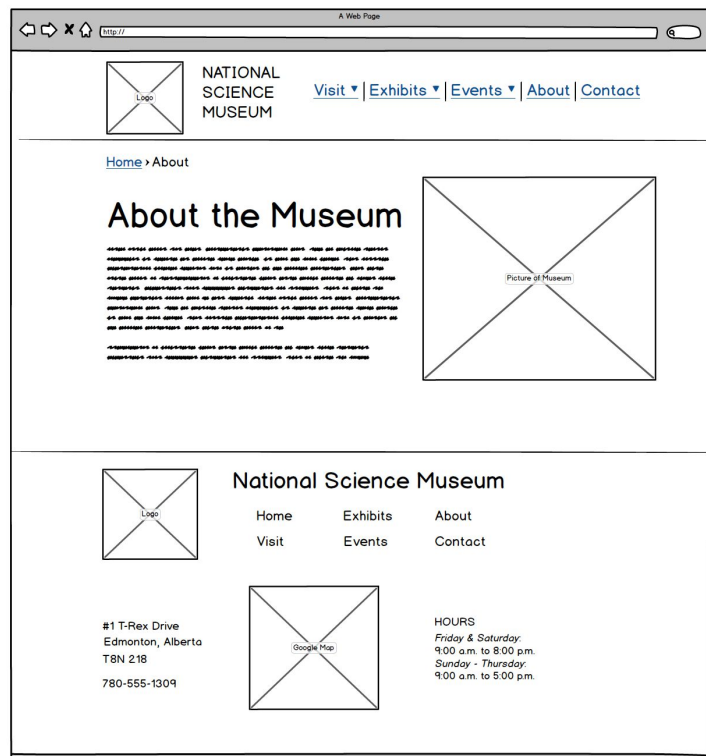 A Web Page
http://
Logo
NATIONAL
SCIENCE
MUSEUM
Visit ▼ | Exhibits ▼ | Events ▼ | About | Contact
Home › About
About the Museum
Picture of Museum
Logo
National Science Museum
Home Exhibits About
Visit Events Contact
#1 T-Rex Drive
Edmonton, Alberta
T8N 218
780-555-1309
Google Map
HOURS
Friday & Saturday:
9:00 a.m. to 8:00 p.m.
Sunday - Thursday:
9:00 a.m. to 5:00 p.m.